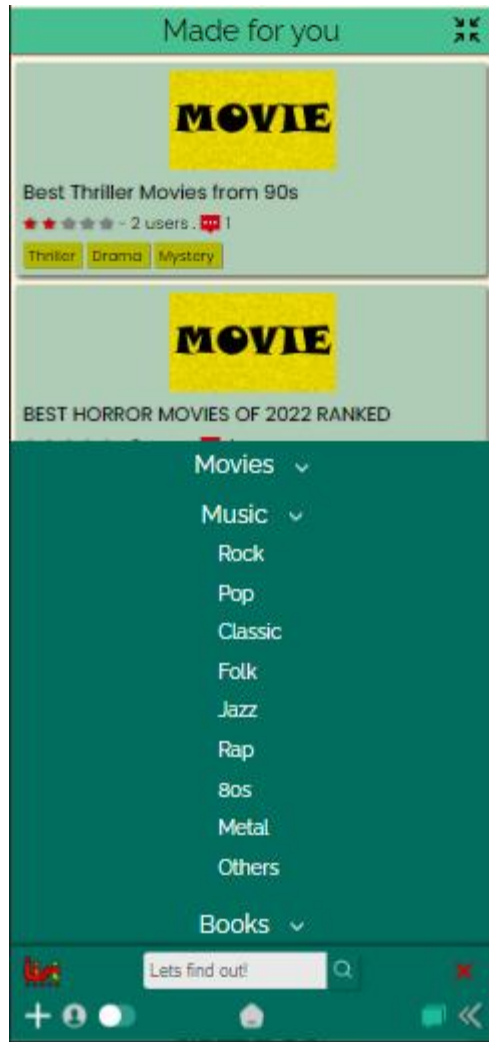 Made for you
MOVIE
Best Thriller Movies from 90s
- 2 users . 1
Thriller Drama Mystery
MOVIE
BEST HORROR MOVIES OF 2022 RANKED
Movies
Music
Rock
Pop
Classic
Folk
Jazz
Rap
80s
Metal
Others
Books
Lets find out!